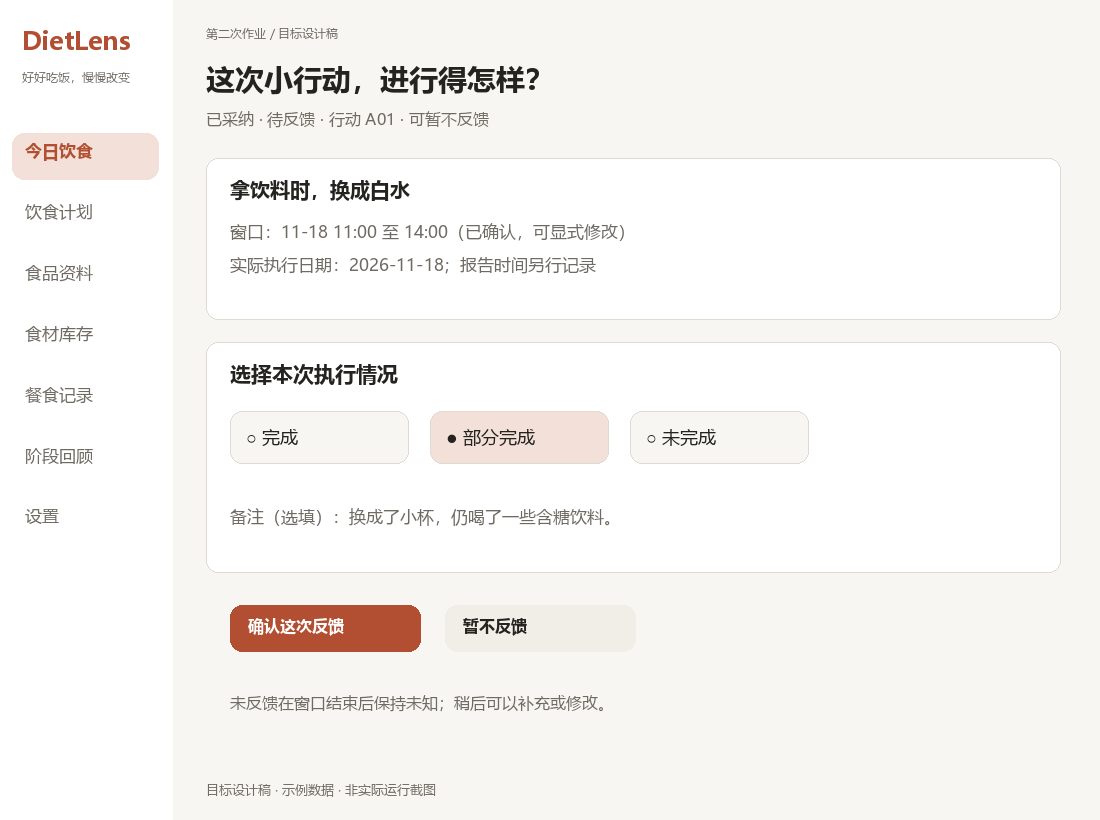 DietLens
好好吃饭，慢慢改变
今日饮食
饮食计划
食品资料
食材库存
餐食记录
阶段回顾
设置
第二次作业 / 目标设计稿
这次小行动，进行得怎样？
已采纳 · 待反馈 · 行动 A01 · 可暂不反馈
拿饮料时，换成白水
窗口：11-18 11:00 至 14:00（已确认，可显式修改）
实际执行日期：2026-11-18；报告时间另行记录
选择本次执行情况
○ 完成
● 部分完成
○ 未完成
备注（选填）：换成了小杯，仍喝了一些含糖饮料。
确认这次反馈
暂不反馈
未反馈在窗口结束后保持未知；稍后可以补充或修改。
目标设计稿 · 示例数据 · 非实际运行截图